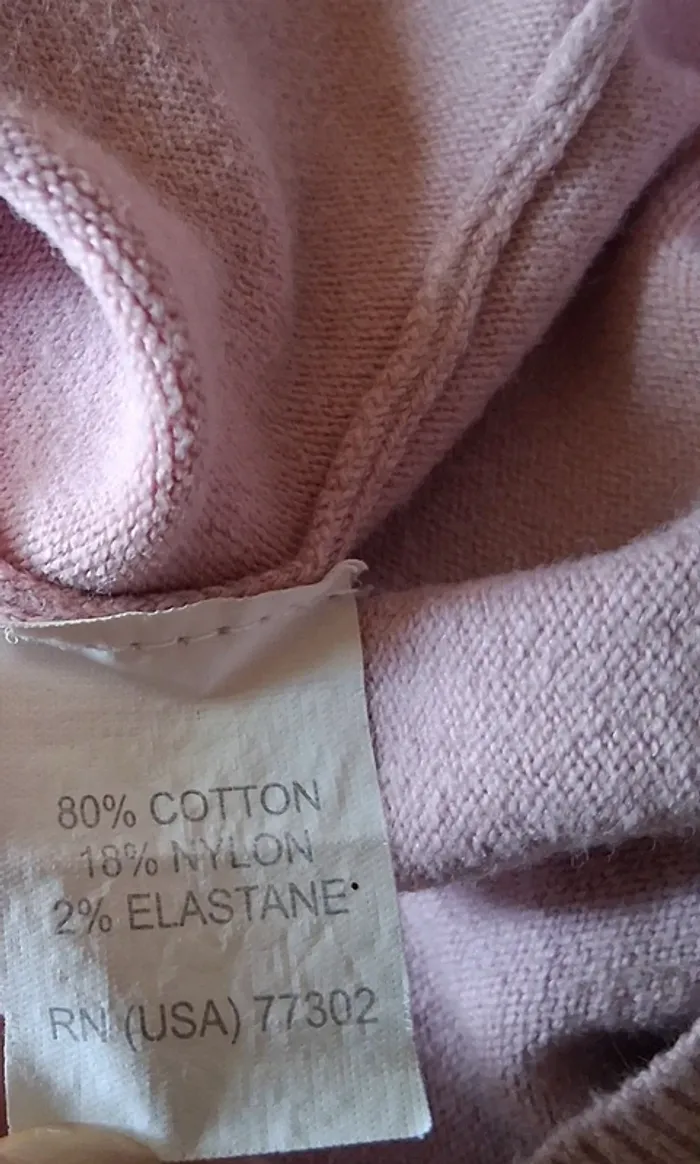 80% COTTON
18% NYLON
2% ELASTANE
RN (USA) 77302